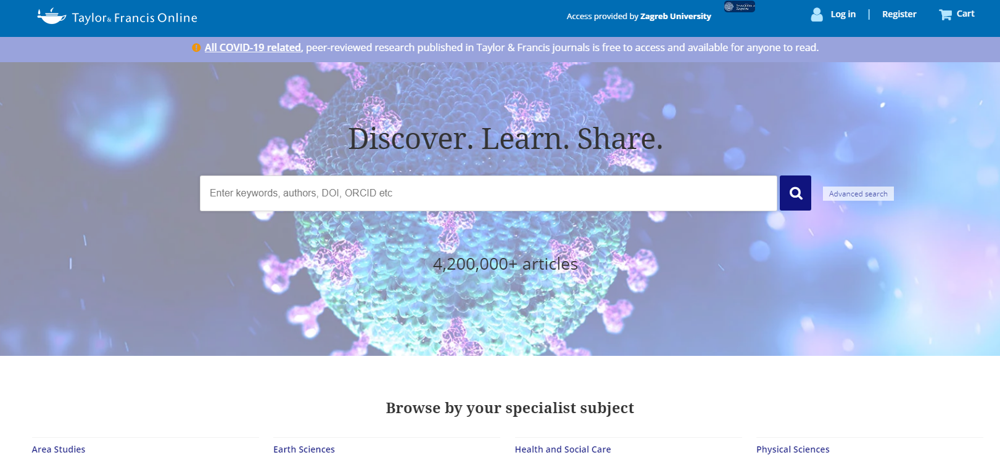 Taylor & Francis Online
Access provided by Zagreb University
Sveučilište u
Zagrebu
Log in | Register
Cart
All COVID-19 related, peer-reviewed research published in Taylor & Francis journals is free to access and available for anyone to read.
Discover. Learn. Share.
Enter keywords, authors, DOI, ORCID etc
Advanced search
4,200,000+ articles
Browse by your specialist subject
Area Studies
Earth Sciences
Health and Social Care
Physical Sciences